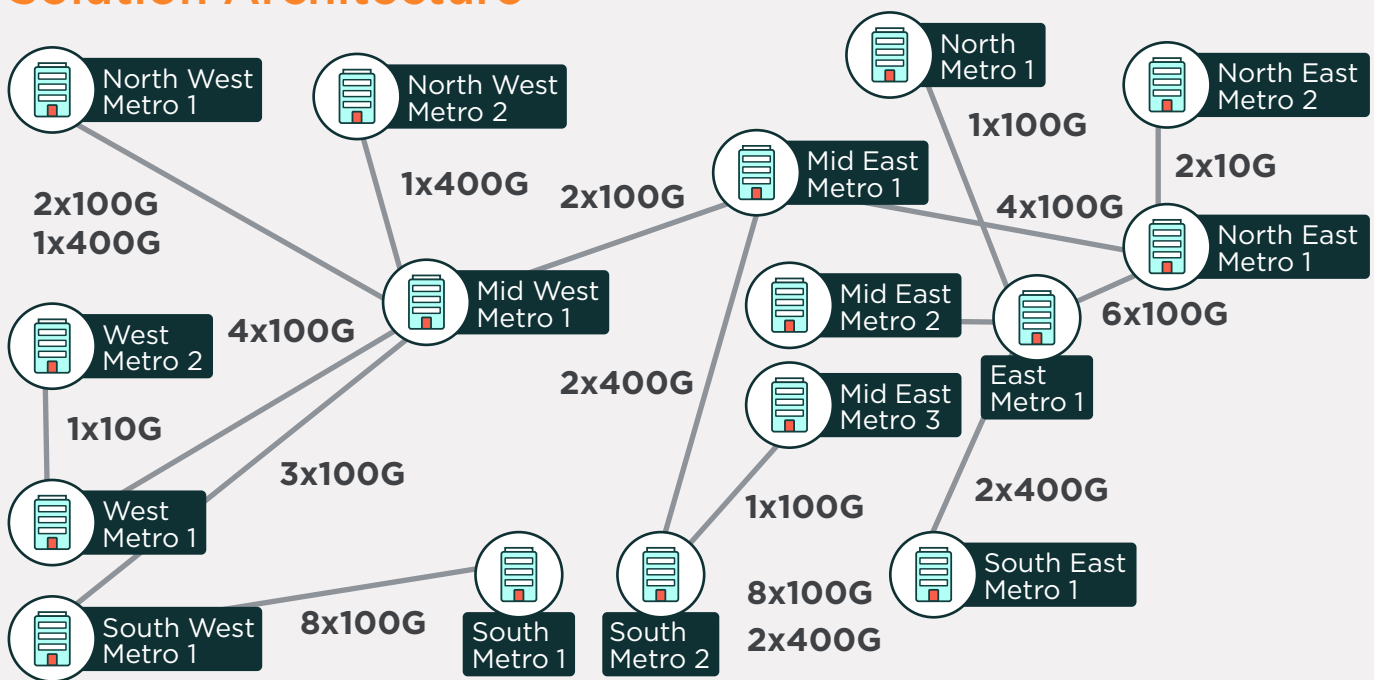 Solution Architecture
North West
Metro 1
North West
Metro 2
North
Metro 1
North East
Metro 2
1x100G
2x10G
Mid East
Metro 1
1x400G
2x100G
2x100G
1x400G
4x100G
North East
Metro 1
Mid West
Metro 1
Mid East
Metro 2
6x100G
West
Metro 2
4x100G
2x400G
East
Metro 1
Mid East
Metro 3
1x10G
3x100G
2x400G
1x100G
West
Metro 1
South East
Metro 1
8x100G
2x400G
8x100G
South West
Metro 1
South
Metro 1
South
Metro 2